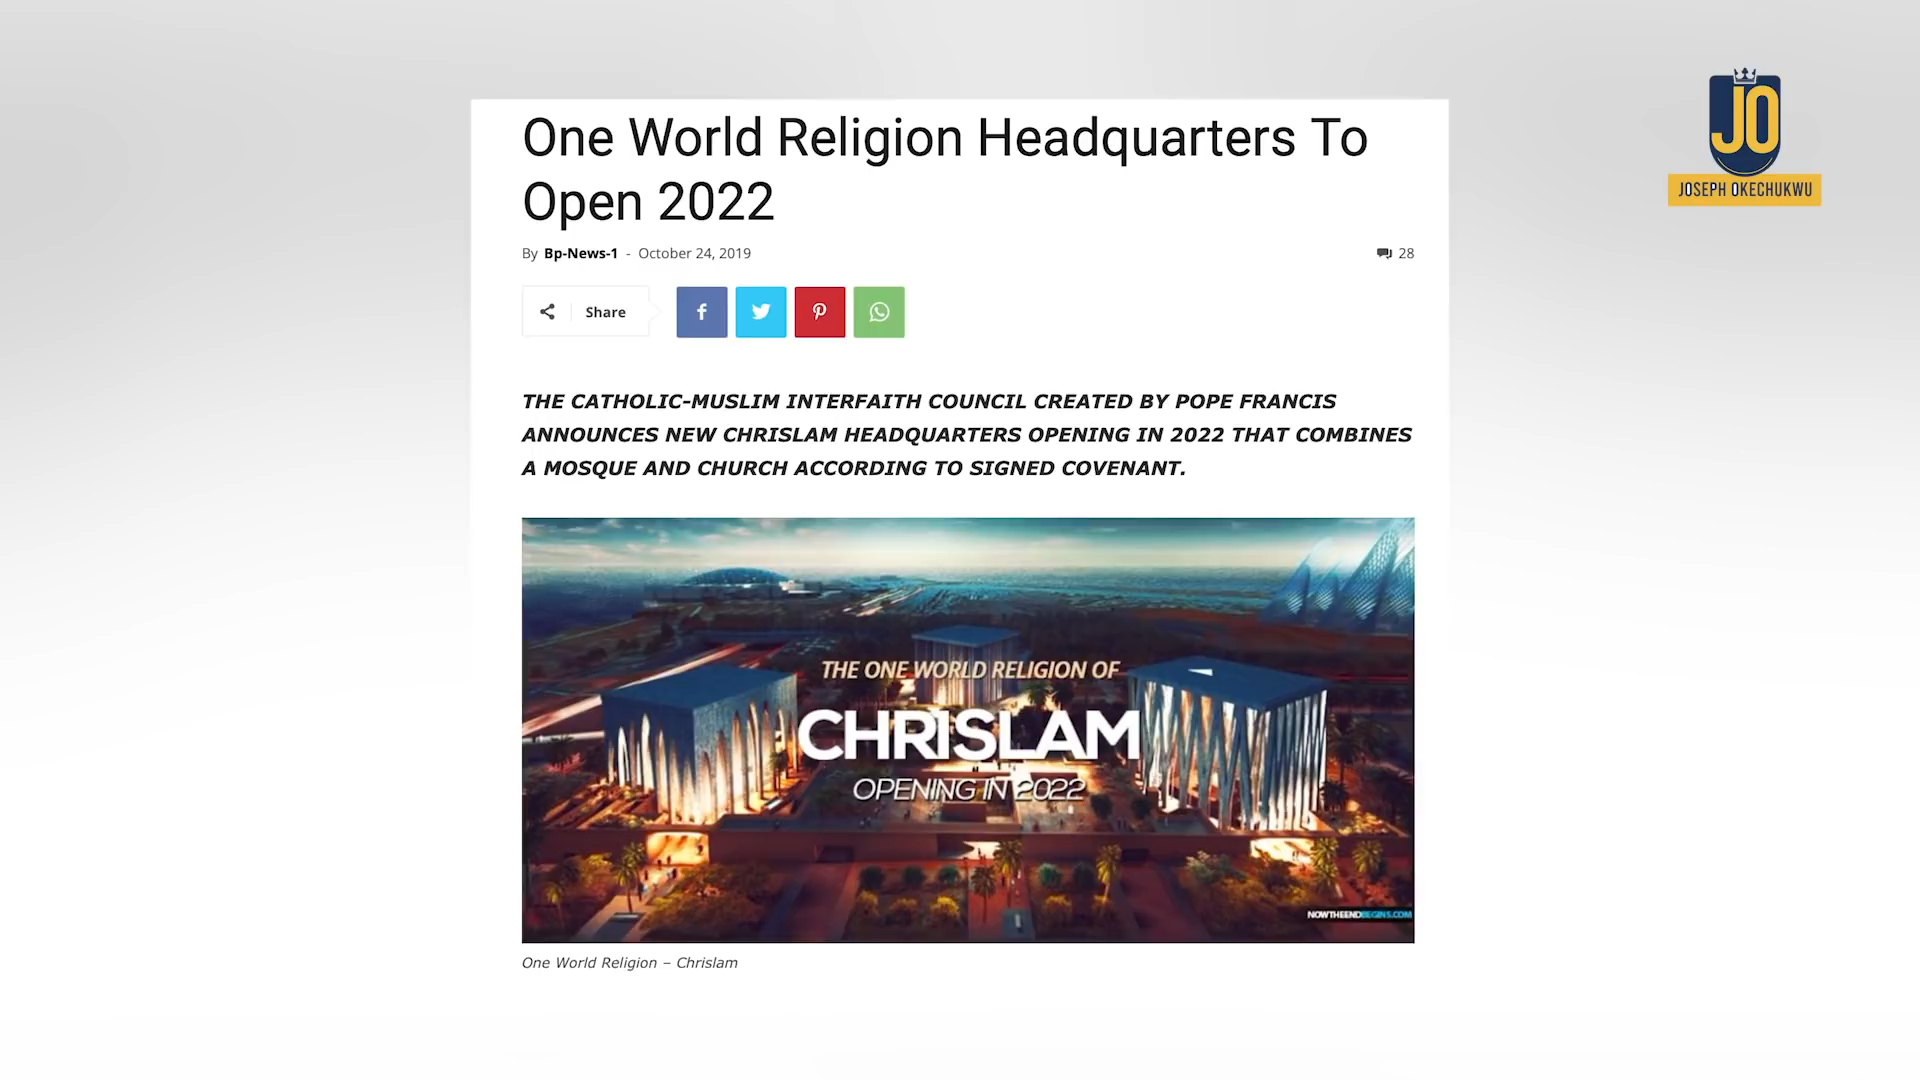 One World Religion Headquarters To
Open 2022
By Bp-News-1 - October 24, 2019
28
Share
THE CATHOLIC-MUSLIM INTERFAITH COUNCIL CREATED BY POPE FRANCIS
ANNOUNCES NEW CHRISLAM HEADQUARTERS OPENING IN 2022 THAT COMBINES
A MOSQUE AND CHURCH ACCORDING TO SIGNED COVENANT.
THE ONE WORLD RELIGION OF
CHRISLAM
OPENING IN 2022
NOWTHEENDBEGINS.COM
One World Religion – Chrislam
JO
JOSEPH OKECHUKWU